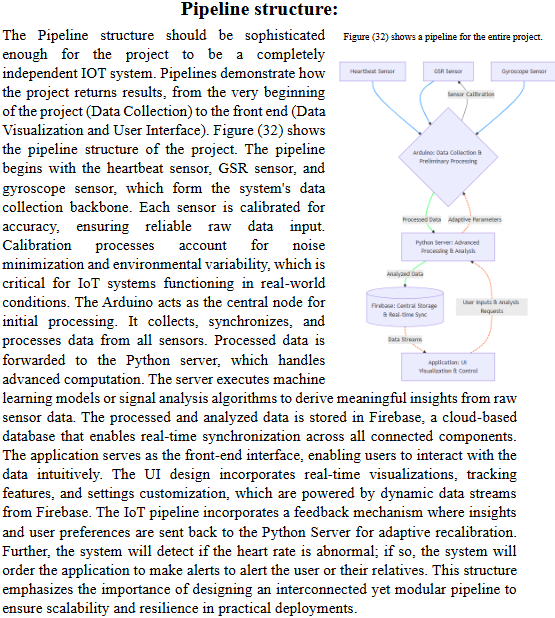 Pipeline structure:
The Pipeline structure should be sophisticated
enough for the project to be a completely
independent IOT system. Pipelines demonstrate how
the project returns results, from the very beginning
of the project (Data Collection) to the front end (Data
Visualization and User Interface). Figure (32) shows
the pipeline structure of the project. The pipeline
begins with the heartbeat sensor, GSR sensor, and
gyroscope sensor, which form the system's data
collection backbone. Each sensor is calibrated for
accuracy, ensuring reliable raw data input.
Calibration processes account for noise
minimization and environmental variability, which is
critical for IoT systems functioning in real-world
conditions. The Arduino acts as the central node for
initial processing. It collects, synchronizes, and
processes data from all sensors. Processed data is
forwarded to the Python server, which handles
advanced computation. The server executes machine
learning models or signal analysis algorithms to derive meaningful insights from raw
sensor data. The processed and analyzed data is stored in Firebase, a cloud-based
database that enables real-time synchronization across all connected components.
The application serves as the front-end interface, enabling users to interact with the
data intuitively. The UI design incorporates real-time visualizations, tracking
features, and settings customization, which are powered by dynamic data streams
from Firebase. The IoT pipeline incorporates a feedback mechanism where insights
and user preferences are sent back to the Python Server for adaptive recalibration.
Further, the system will detect if the heart rate is abnormal; if so, the system will
order the application to make alerts to alert the user or their relatives. This structure
emphasizes the importance of designing an interconnected yet modular pipeline to
ensure scalability and resilience in practical deployments.
Figure (32) shows a pipeline for the entire project.
Heartbeat Sensor
GSR Sensor
Gyroscope Sensor
Sensor Calibration
Arduino: Data Collection &
Preliminary Processing
Processed Data
Adaptive Parameters
Python Server: Advanced
Processing & Analysis
Analyzed Data
Firebase: Central Storage
& Real-time Sync
User Inputs & Analysis
Requests
Data Streams
Application: UI
Visualization & Control